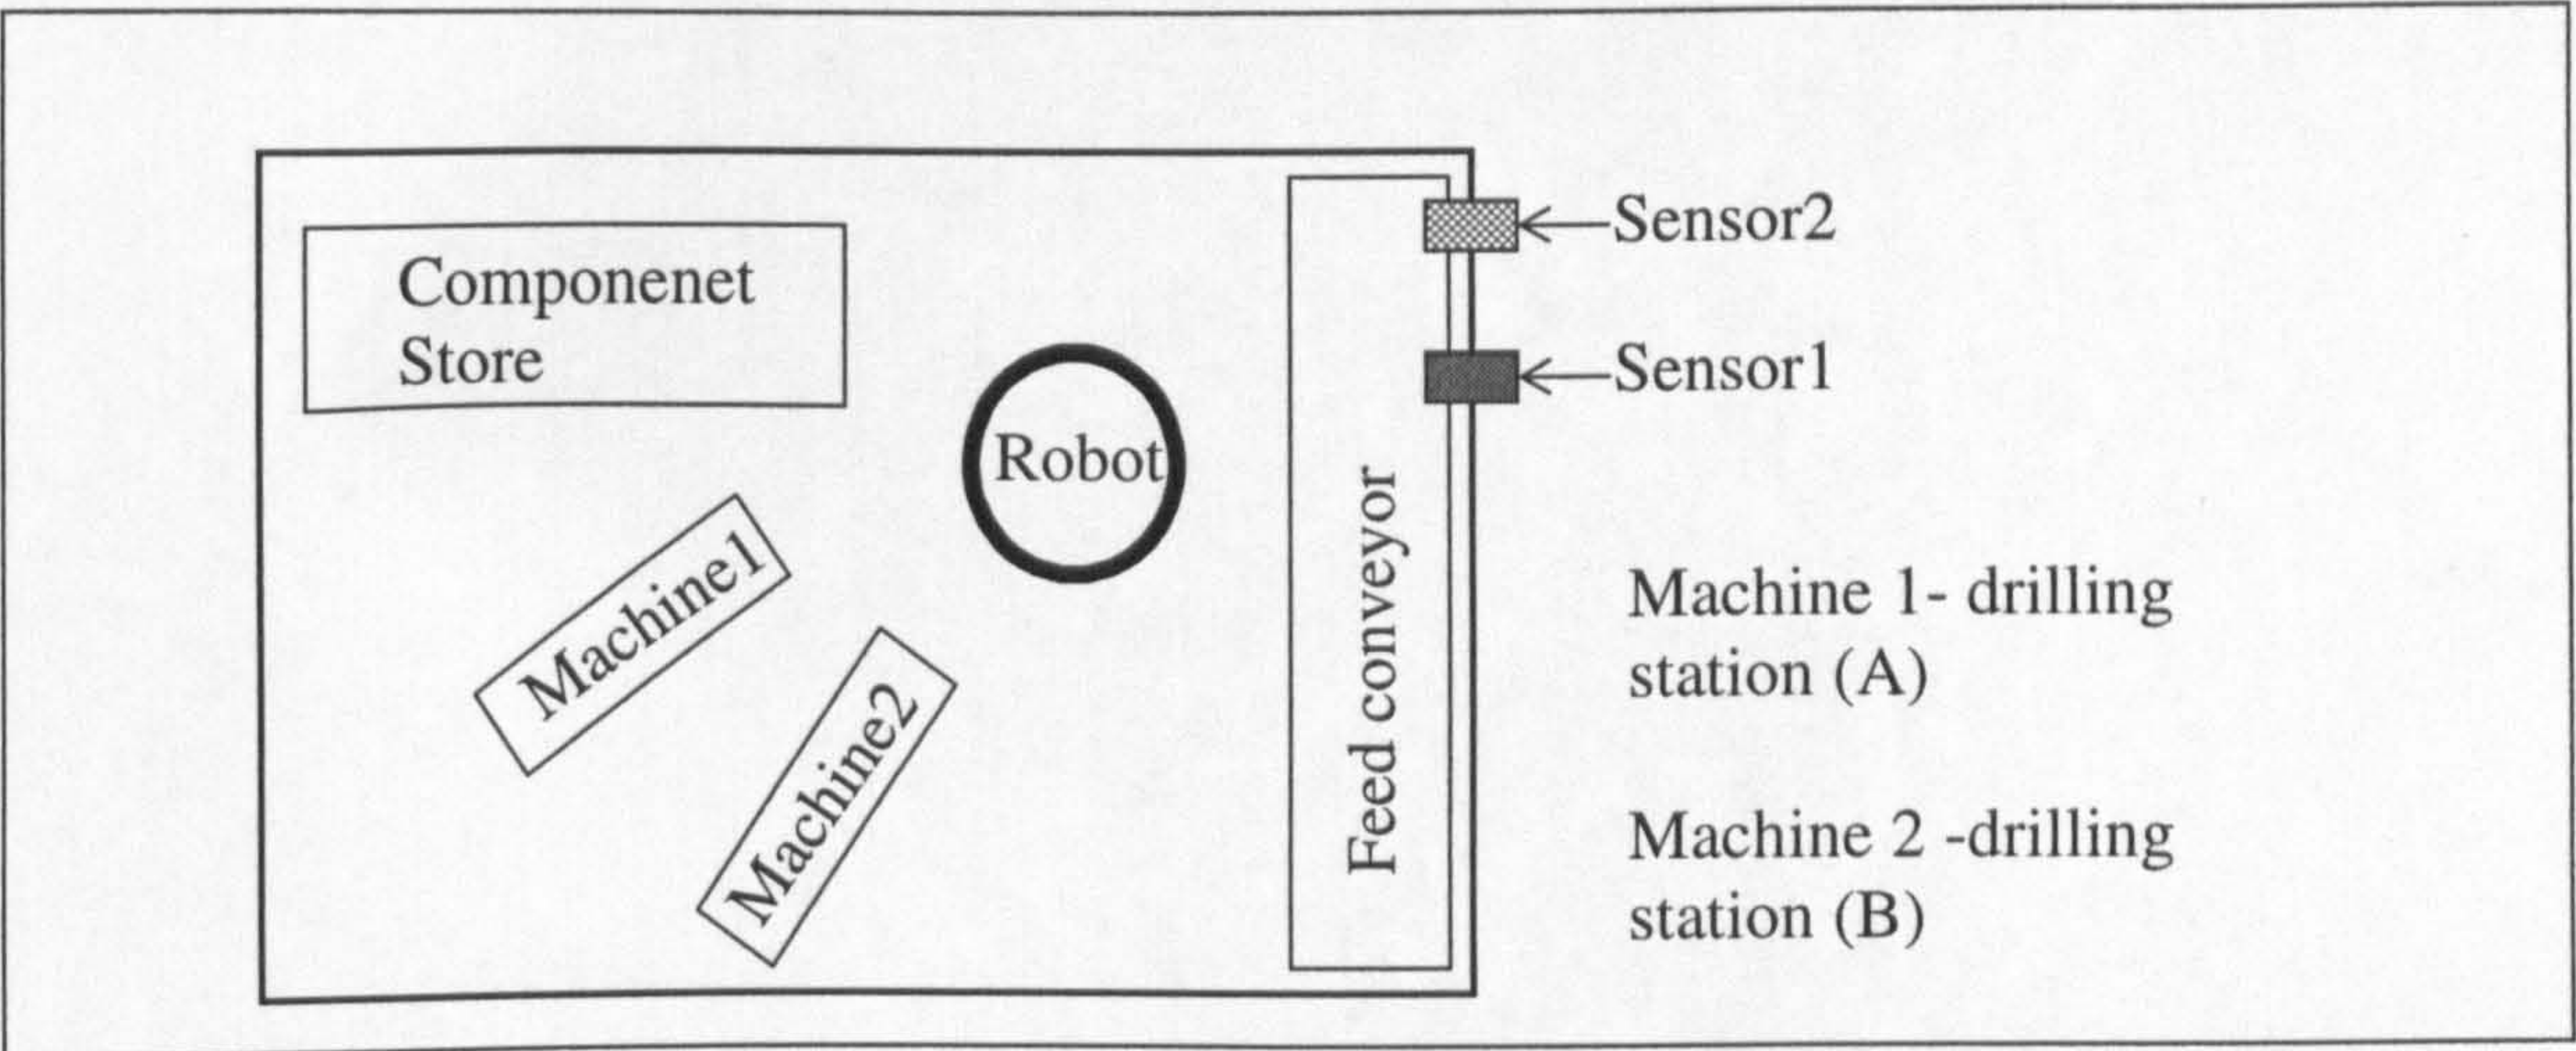 Sensor2
Componenet
Store
Sensor1
Robot
Machine1
Machine2
Feed conveyor
Machine 1- drilling
station (A)
Machine 2 -drilling
station (B)